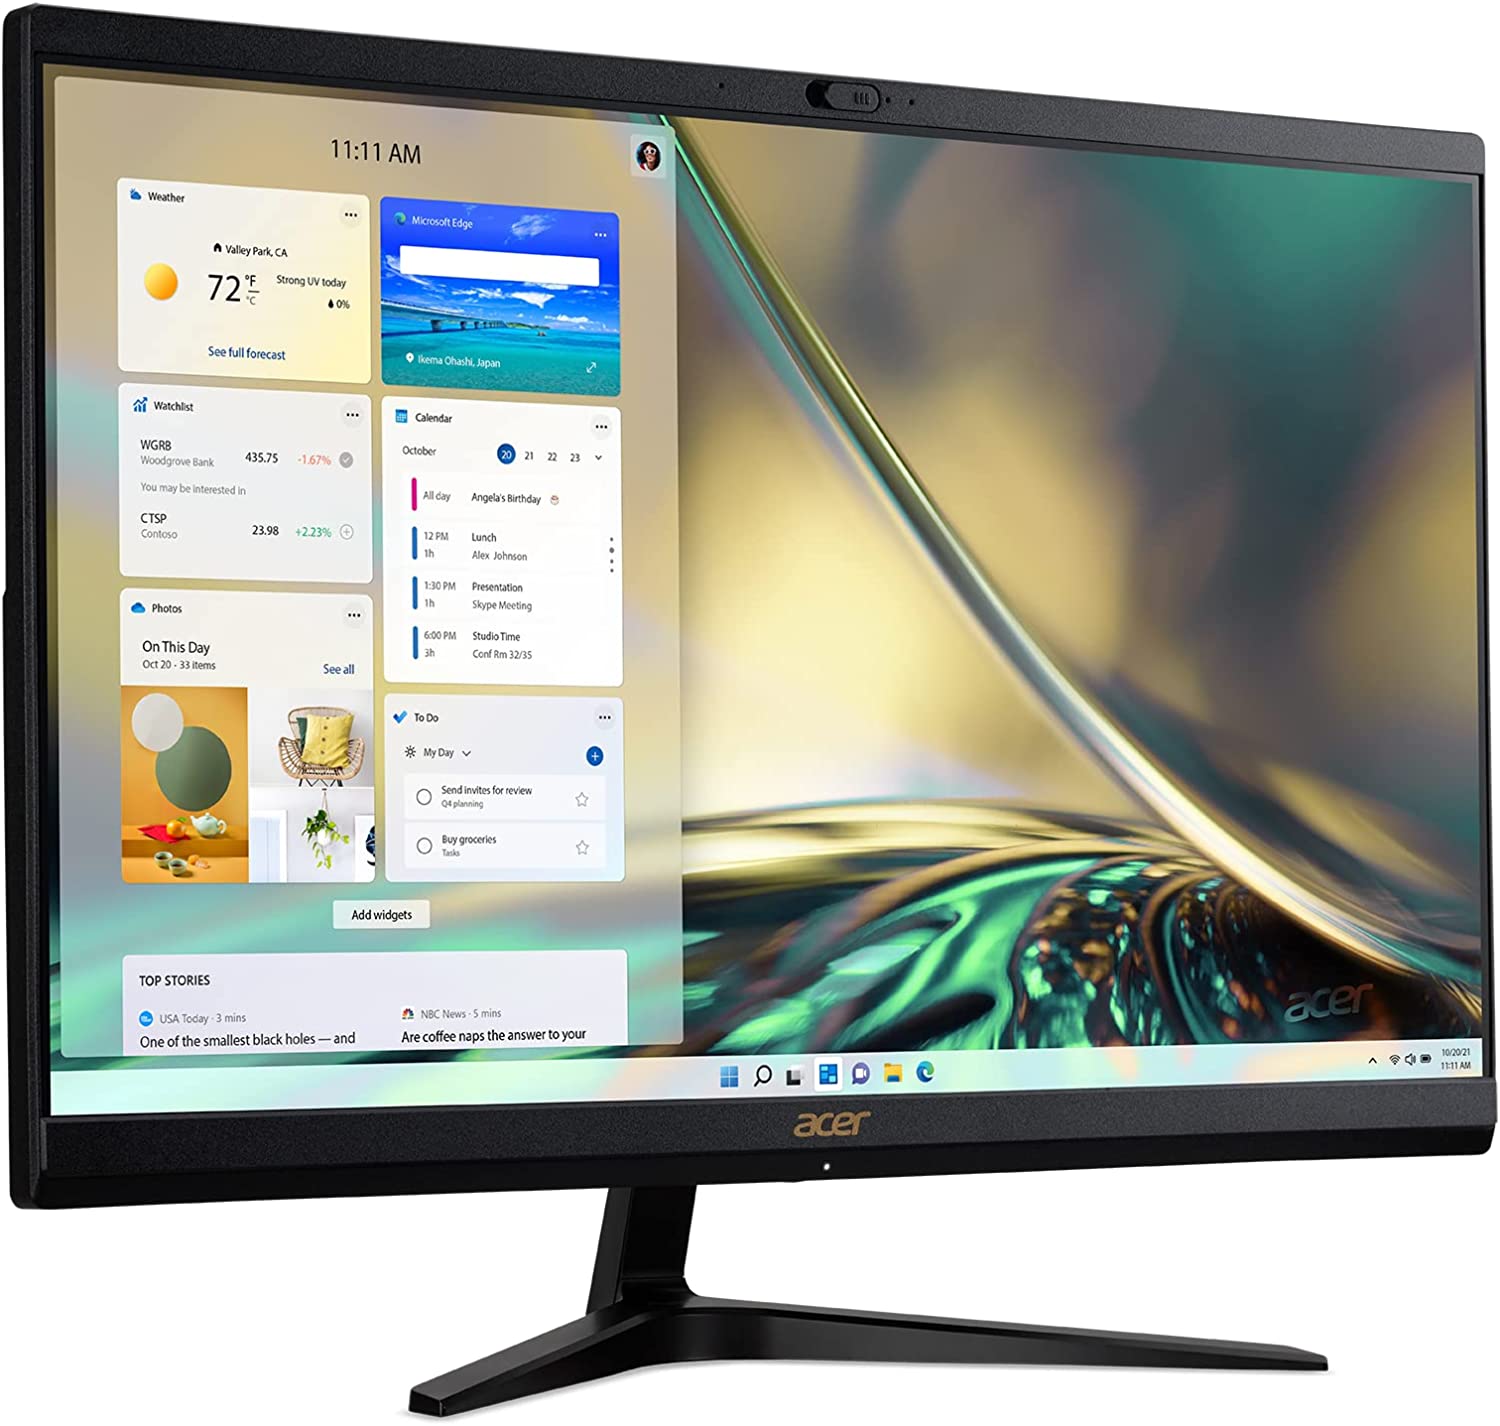 11:11 AM
Weather
Valley Park, CA
72 °F
°C
Strong UV today
0%
See full forecast
Microsoft Edge
Ikema Ohashi, Japan
Watchlist
WGRB
Woodgrove Bank
435.75
-1.67%
You may be interested in
CTSP
Contoso
23.98
+2.23%
Calendar
October
20 21 22 23
All day Angela's Birthday
12 PM Lunch
1h Alex Johnson
1:30 PM Presentation
1h Skype Meeting
6:00 PM Studio Time
3h Conf Rm 32/35
Photos
On This Day
Oct 20 - 33 items
See all
To Do
My Day
Send invites for review
Q4 planning
Buy groceries
Tasks
Add widgets
TOP STORIES
USA Today · 3 mins
One of the smallest black holes — and
NBC News · 5 mins
Are coffee naps the answer to your
acer
10/20/21
11:11 AM
acer